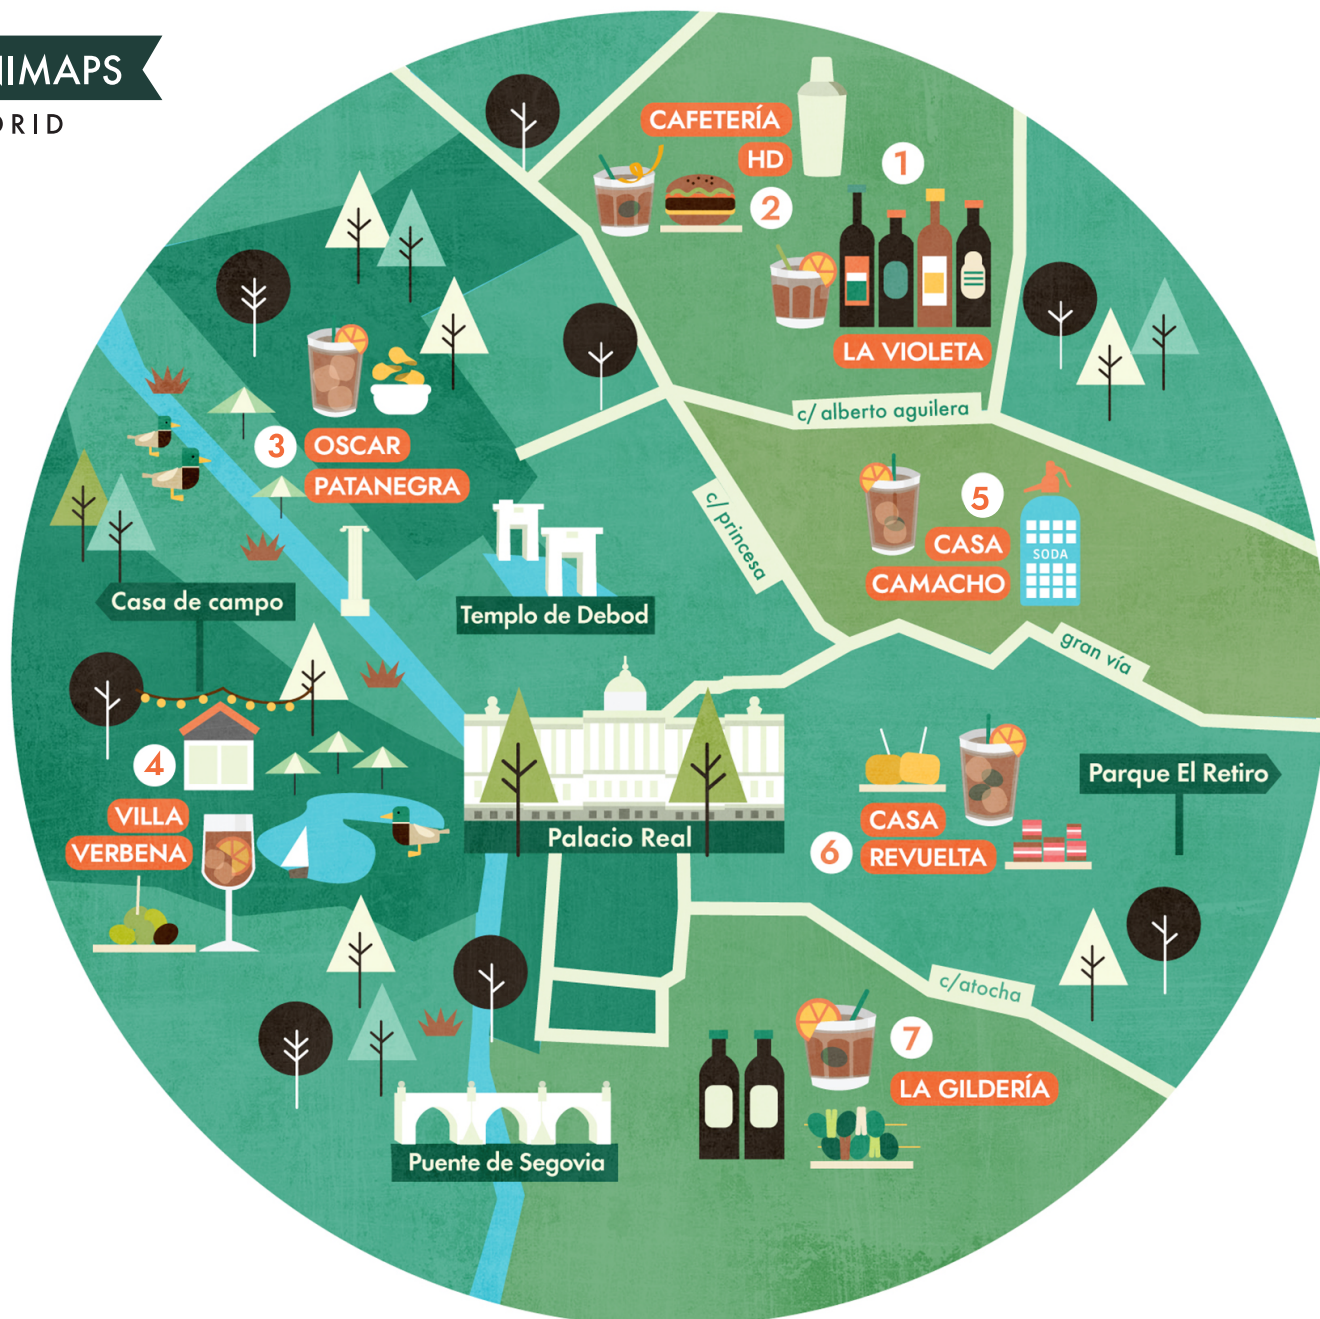 IMAPS
DRID
CAFETERÍA
HD
1
2
LA VIOLETA
c/ alberto aguilera
3
OSCAR
PATANEGRA
c/ princesa
5
CASA
CAMACHO
SODA
Casa de campo
Templo de Debod
gran vía
4
VILLA
VERBENA
Palacio Real
CASA
6
REVUELTA
Parque El Retiro
c/atocha
7
LA GILDERÍA
Puente de Segovia